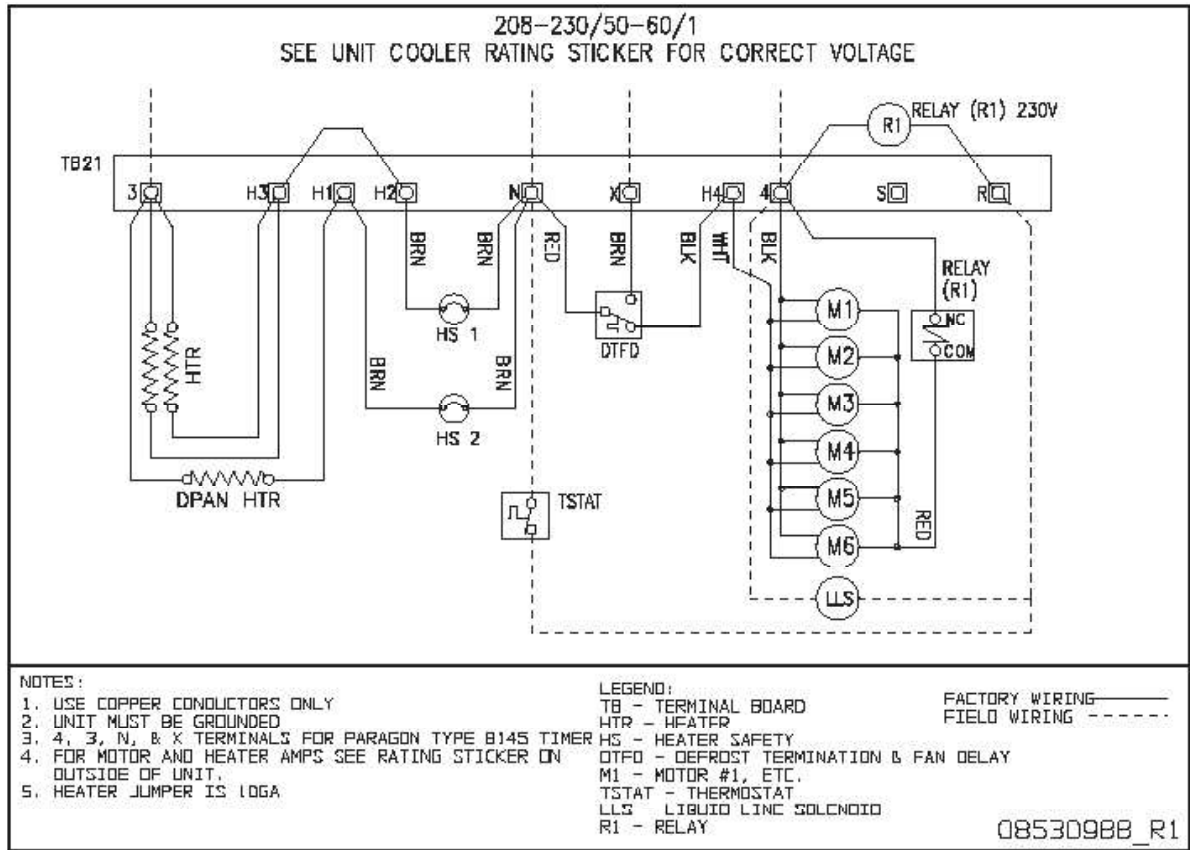 208-230/50-60/1
SEE UNIT COOLER RATING STICKER FOR CORRECT VOLTAGE
R1
RELAY (R1) 230V
TB21
3
H3
H1
H2
N
X
H4
4
S
R
BRN
BRN
RED
BRN
BLK
WHT
BLK
RELAY
(R1)
NC
COM
HTR
HS 1
DTFD
M1
M2
M3
M4
M5
M6
BRN
BRN
HS 2
DPAN HTR
TSTAT
RED
LLS
NOTES:
1. USE COPPER CONDUCTORS ONLY
2. UNIT MUST BE GROUNDED
3. 4, 3, N, & X TERMINALS FOR PARAGON TYPE 8145 TIMER
4. FOR MOTOR AND HEATER AMPS SEE RATING STICKER ON
OUTSIDE OF UNIT.
5. HEATER JUMPER IS 10GA
LEGEND:
TB - TERMINAL BOARD
HTR - HEATER
HS - HEATER SAFETY
DTFD - DEFROST TERMINATION & FAN DELAY
M1 - MOTOR #1, ETC.
TSTAT - THERMOSTAT
LLS LIQUID LINE SOLENOID
R1 - RELAY
FACTORY WIRING
FIELD WIRING
08530988_R1